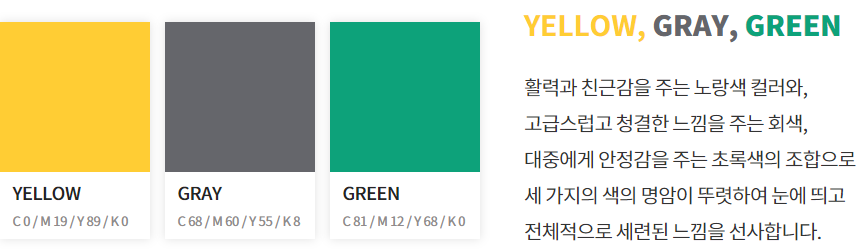 YELLOW
C 0 / M 19 / Y 89 / K 0
GRAY
C 68 / M 60 / Y 55 / K 8
GREEN
C 81 / M 12 / Y 68 / K 0
YELLOW, GRAY, GREEN
활력과 친근감을 주는 노랑색 컬러와,
고급스럽고 청결한 느낌을 주는 회색,
대중에게 안정감을 주는 초록색의 조합으로
세 가지의 색의 명암이 뚜렷하여 눈에 띄고
전체적으로 세련된 느낌을 선사합니다.